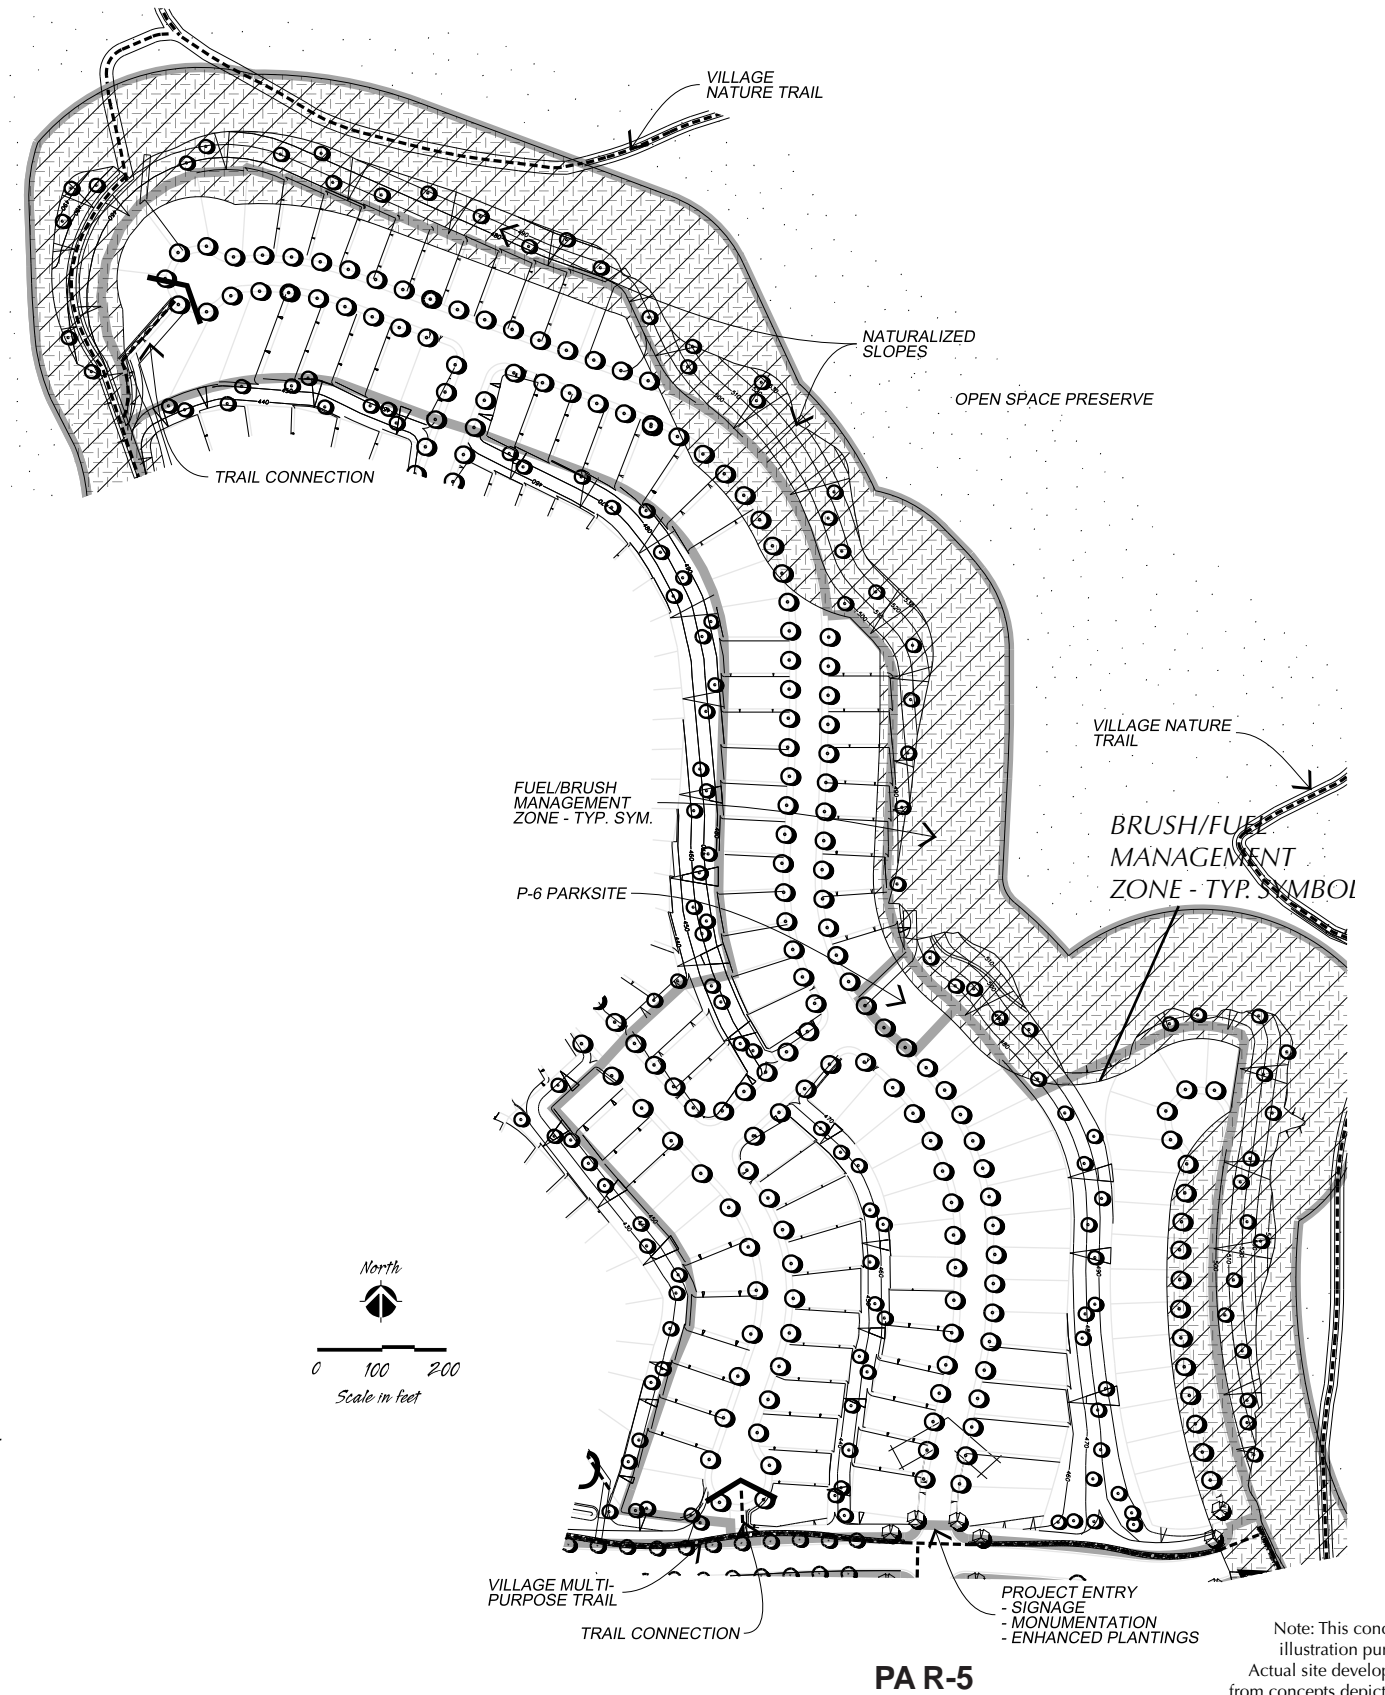 VILLAGE
NATURE TRAIL
NATURALIZED
SLOPES
OPEN SPACE PRESERVE
TRAIL CONNECTION
VILLAGE NATURE
TRAIL
FUEL/BRUSH
MANAGEMENT
ZONE - TYP. SYM.
BRUSH/FUEL
MANAGEMENT
ZONE - TYP. SYMBOL
P-6 PARKSITE
North
0 100 200
Scale in feet
VILLAGE MULTI-
PURPOSE TRAIL
TRAIL CONNECTION
PROJECT ENTRY
- SIGNAGE
- MONUMENTATION
- ENHANCED PLANTINGS
Note: This conc
illustration pur
Actual site develop
from concepts depict
PA R-5